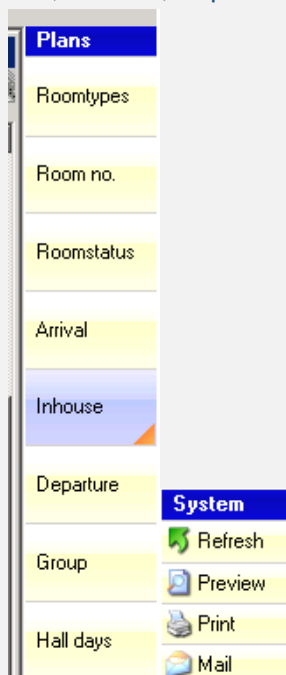 Plans
Roomtypes
Room no.
Roomstatus
Arrival
Inhouse
Departure
Group
Hall days
System
Refresh
Preview
Print
Mail